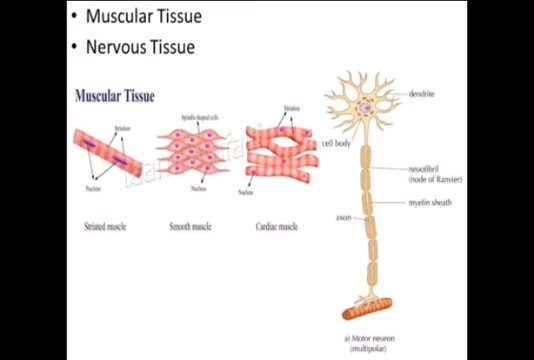 • Muscular Tissue
• Nervous Tissue
Muscular Tissue
Striation
Nucleus
Striated muscle
Spindle shaped cells
Nucleus
Smooth muscle
Striation
Nucleus
Cardiac muscle
dendrite
cell body
neuofibril
(node of Ranvier)
myelin sheath
axon
a) Motor neuron
(multipolar)